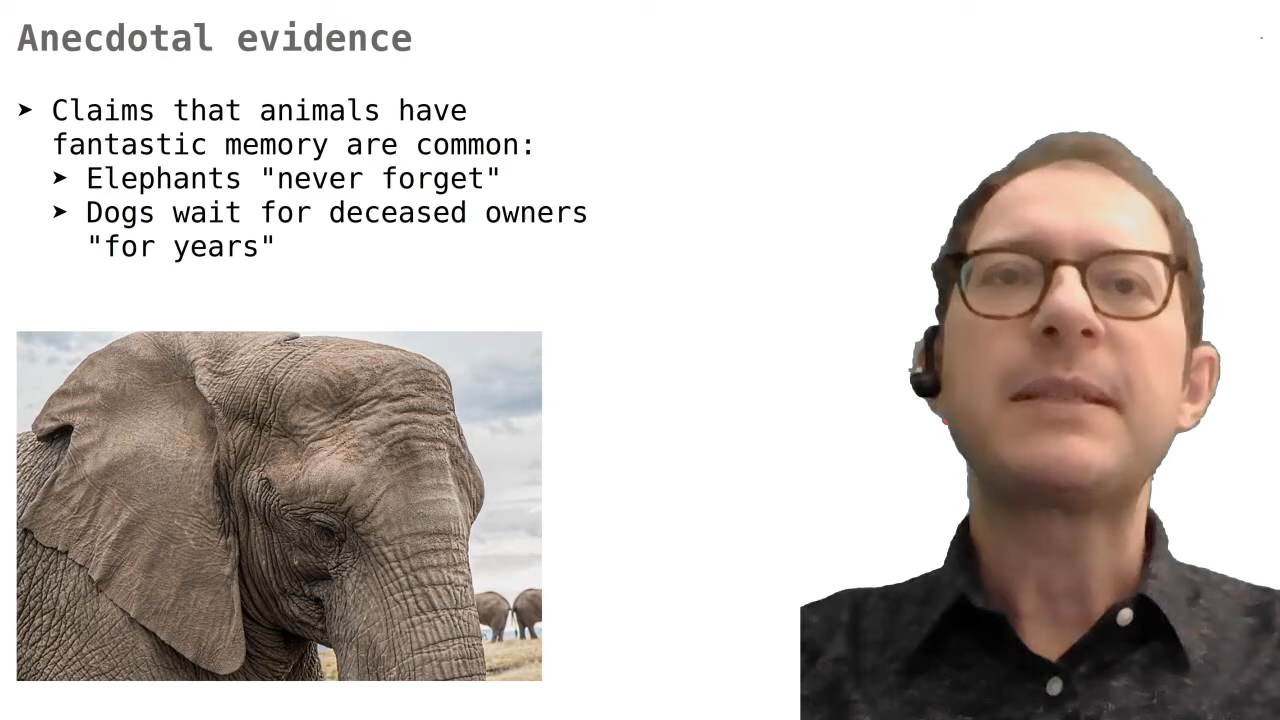 Anecdotal evidence
➤ Claims that animals have
fantastic memory are common:
➤ Elephants "never forget"
➤ Dogs wait for deceased owners
"for years"